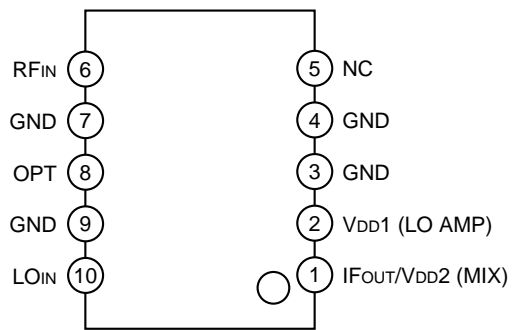 RFIN 6 5 NC
GND 7 4 GND
OPT 8 3 GND
GND 9 2 VDD1 (LO AMP)
LOIN 10 1 IFOUT/VDD2 (MIX)